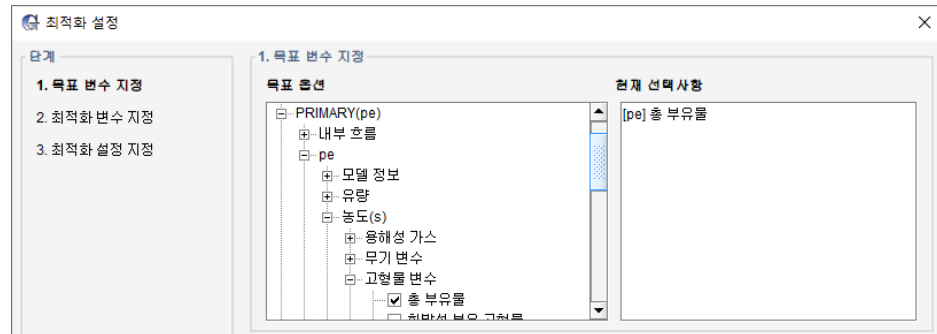 최적화 설정
단계
1. 목표 변수 지정
2. 최적화 변수 지정
3. 최적화 설정 지정
1. 목표 변수 지정
목표 옵션
PRIMARY(pe)
내부 흐름
pe
모델 정보
유량
농도(s)
용해성 가스
무기 변수
고형물 변수
총 부유물
현재 선택사항
[pe] 총 부유물